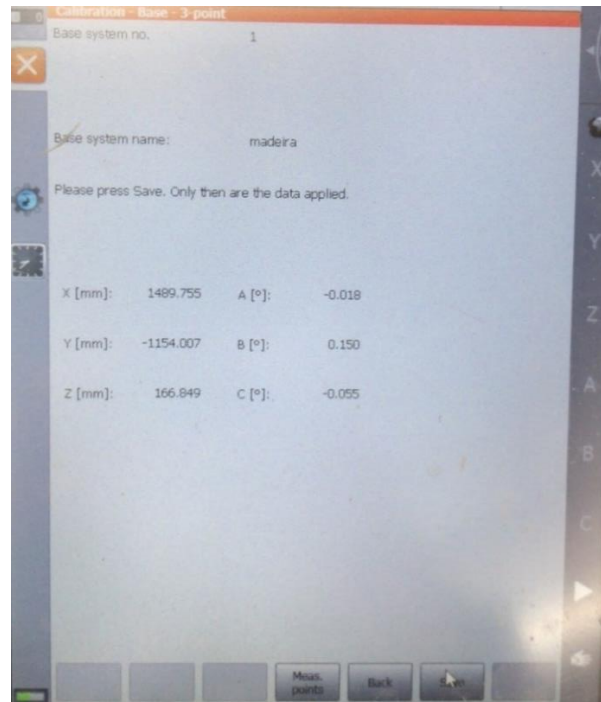 Calibration - Base - 3-point
Base system no. 1
Base system name: madeira
Please press Save. Only then are the data applied.
X [mm]: 1489.755 A [°]: -0.018
Y [mm]: -1154.007 B [°]: 0.150
Z [mm]: 166.849 C [°]: -0.055
Meas. points Back Save
X
Y
Z
A
B
C